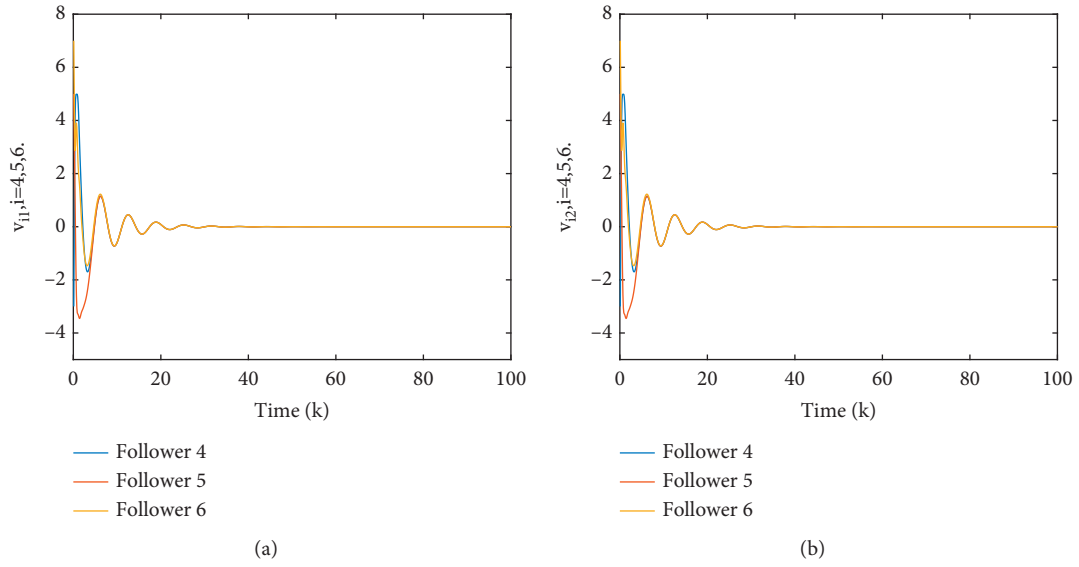 8
6
4
2
0
−2
−4
v_{i1},i=4,5,6.
0 20 40 60 80 100
Time (k)
Follower 4
Follower 5
Follower 6
(a)
8
6
4
2
0
−2
−4
v_{i2},i=4,5,6.
0 20 40 60 80 100
Time (k)
Follower 4
Follower 5
Follower 6
(b)